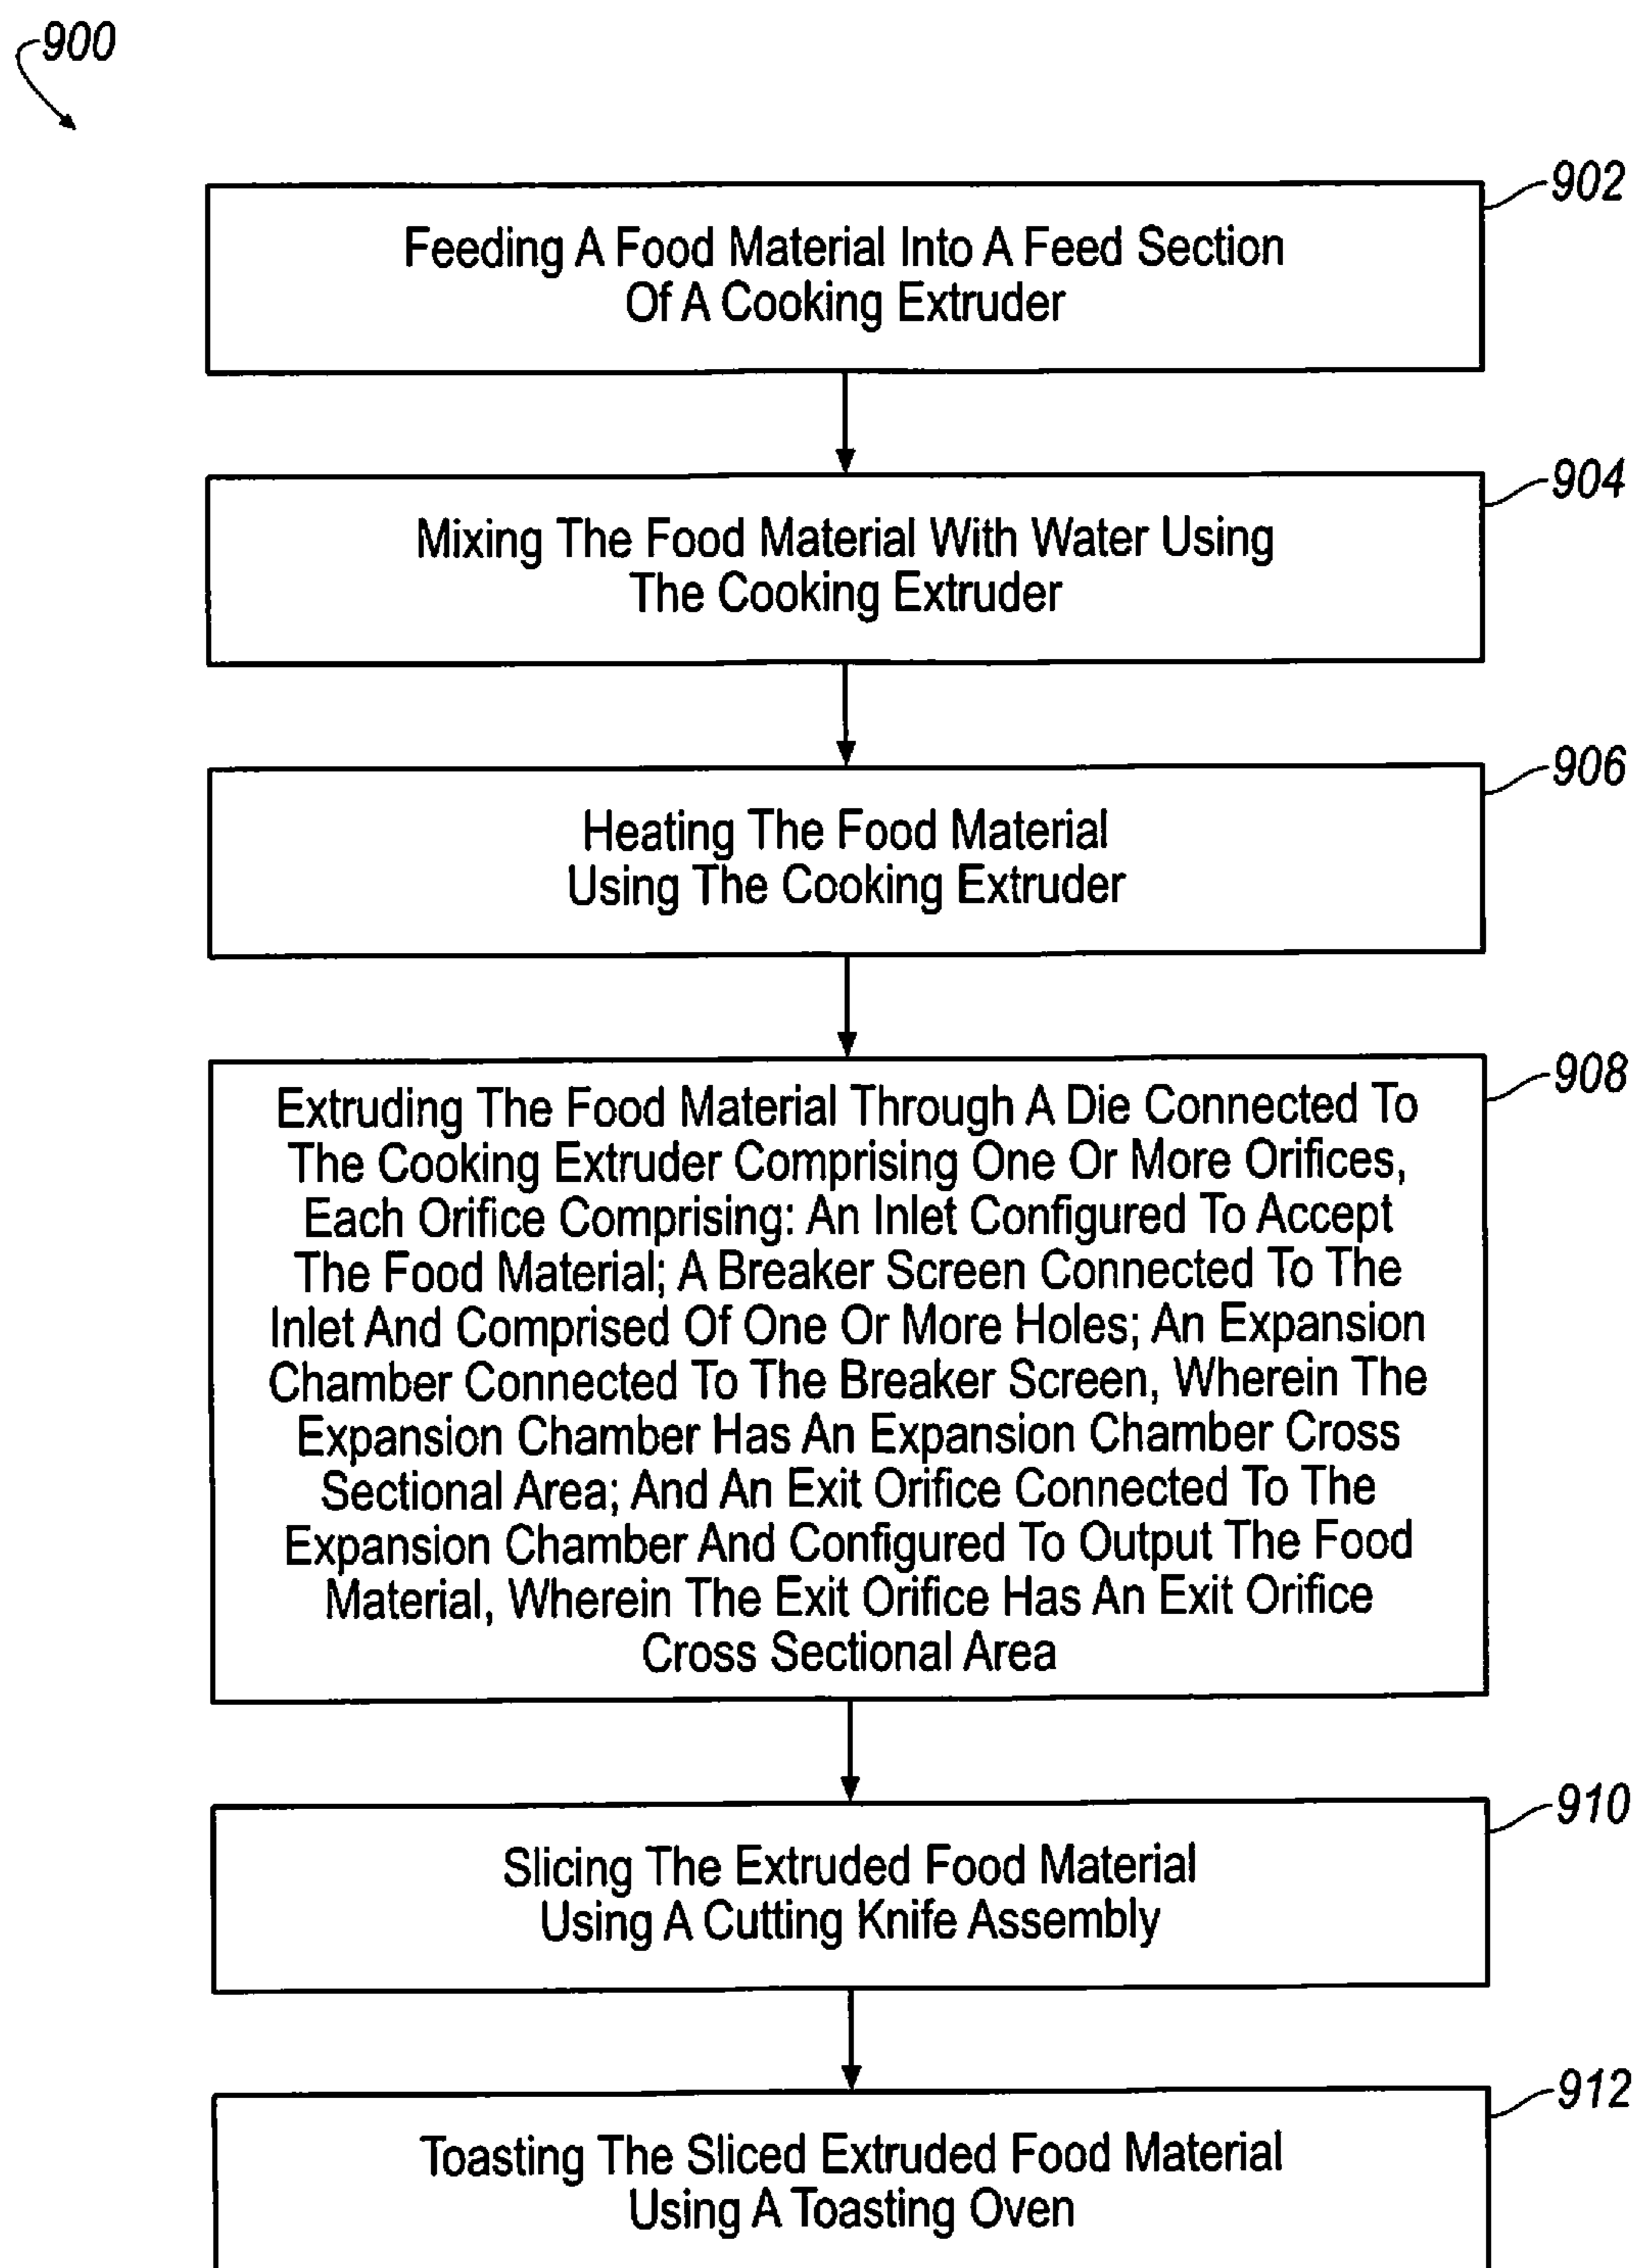 900
902
Feeding A Food Material Into A Feed Section
Of A Cooking Extruder
904
Mixing The Food Material With Water Using
The Cooking Extruder
906
Heating The Food Material
Using The Cooking Extruder
908
Extruding The Food Material Through A Die Connected To
The Cooking Extruder Comprising One Or More Orifices,
Each Orifice Comprising: An Inlet Configured To Accept
The Food Material; A Breaker Screen Connected To The
Inlet And Comprised Of One Or More Holes; An Expansion
Chamber Connected To The Breaker Screen, Wherein The
Expansion Chamber Has An Expansion Chamber Cross
Sectional Area; And An Exit Orifice Connected To The
Expansion Chamber And Configured To Output The Food
Material, Wherein The Exit Orifice Has An Exit Orifice
Cross Sectional Area
910
Slicing The Extruded Food Material
Using A Cutting Knife Assembly
912
Toasting The Sliced Extruded Food Material
Using A Toasting Oven